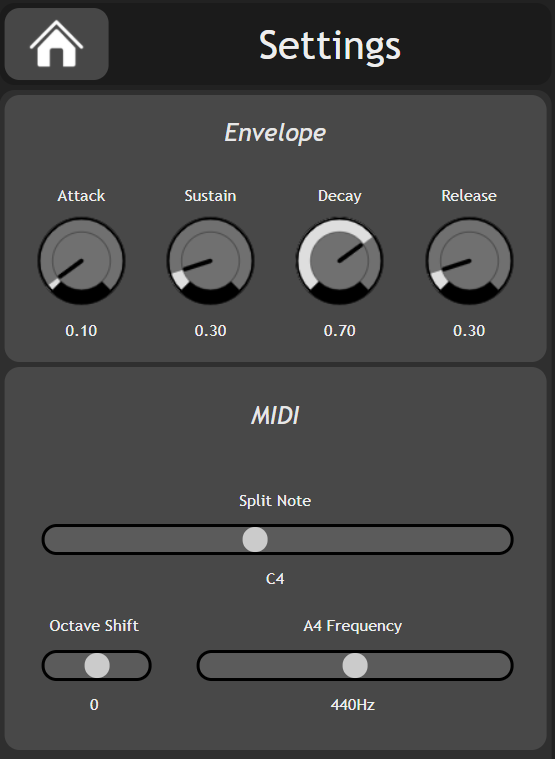 Settings
Envelope
Attack Sustain Decay Release
0.10 0.30 0.70 0.30
MIDI
Split Note
C4
Octave Shift A4 Frequency
0 440Hz